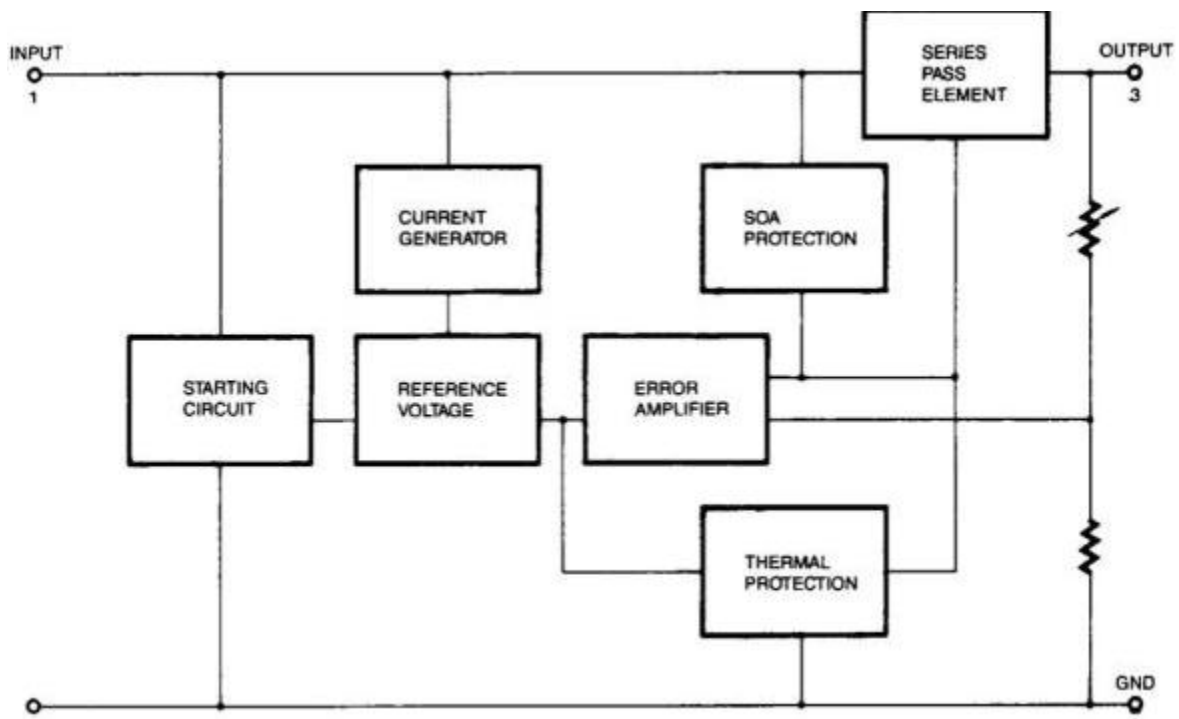 INPUT
1
SERIES
PASS
ELEMENT
OUTPUT
3
CURRENT
GENERATOR
SOA
PROTECTION
STARTING
CIRCUIT
REFERENCE
VOLTAGE
ERROR
AMPLIFIER
THERMAL
PROTECTION
GND